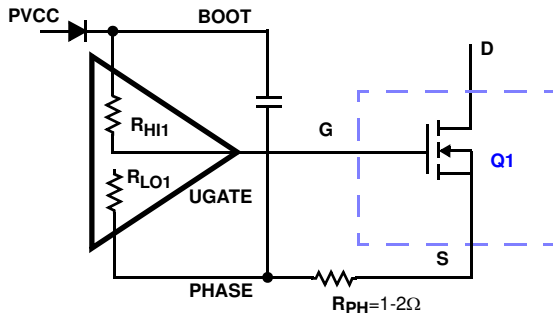 PVCC
BOOT
D
RHI1
G
Q1
RLO1
UGATE
S
PHASE
RPH=1-2Ω